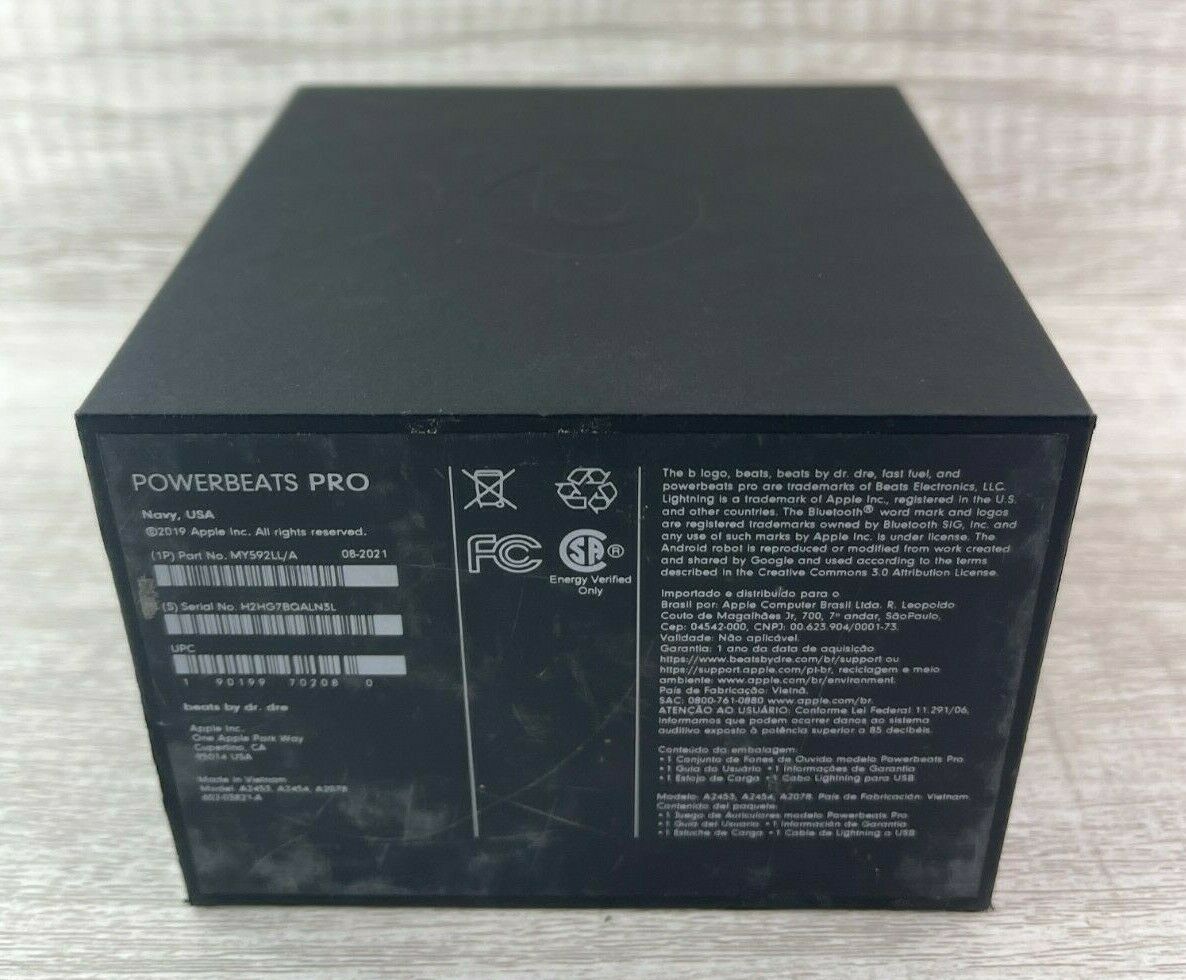 POWERBEATS PRO
Navy, USA
©2019 Apple Inc. All rights reserved.
(1P) Part No. MY592LL/A 08-2021
(S) Serial No. H2HG7BQALN3L
UPC
1 90199 70208 0
beats by dr. dre
Apple Inc.
One Apple Park Way
Cupertino, CA
95014 USA
Made in Vietnam
Model: A2453, A2454, A2078
603-03821-A
FC
SA ®
Energy Verified
Only
The b logo, beats, beats by dr. dre, fast fuel, and
powerbeats pro are trademarks of Beats Electronics, LLC.
Lightning is a trademark of Apple Inc., registered in the U.S.
and other countries. The Bluetooth® word mark and logos
are registered trademarks owned by Bluetooth SIG, Inc. and
any use of such marks by Apple Inc. is under license. The
Android robot is reproduced or modified from work created
and shared by Google and used according to the terms
described in the Creative Commons 3.0 Attribution License.
Importado e distribuído para o
Brasil por: Apple Computer Brasil Ltda. R. Leopoldo
Couto de Magalhães Jr, 700, 7º andar, SãoPaulo,
Cep: 04542-000, CNPJ: 00.623.904/0001-73.
Validade: Não aplicável.
Garantia: 1 ano da data de aquisição
https://www.beatsbydre.com/br/support ou
https://support.apple.com/pt-br, reciclagem e meio
ambiente: www.apple.com/br/environment.
País de Fabricação: Vietnã.
SAC: 0800-761-0880 www.apple.com/br.
ATENÇÃO AO USUÁRIO: Conforme Lei Federal 11.291/06,
informamos que podem ocorrer danos ao sistema
auditivo exposto à potência superior a 85 decibéis.
Conteúdo da embalagem:
• 1 Conjunto de Fones de Ouvido modelo Powerbeats Pro
• 1 Guia do Usuário • 1 Informações de Garantia
• 1 Estojo de Carga • 1 Cabo Lightning para USB
Modelo: A2453, A2454, A2078. País de Fabricación: Vietnam
Contenido del paquete:
• 1 Juego de Auriculares modelo Powerbeats Pro
• 1 Guía del Usuario • 1 Información de Garantía
• 1 Estuche de Carga • 1 Cable de Lightning a USB